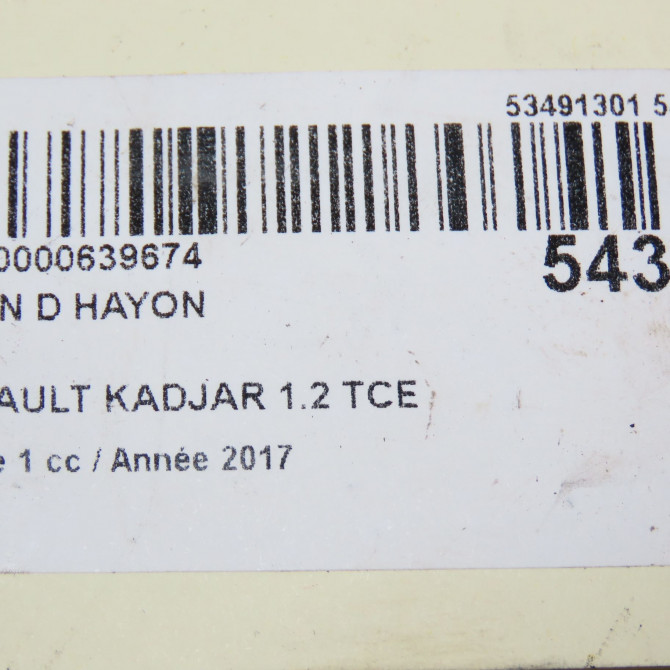 53491301 5
0000639674
543
N D HAYON
AULT KADJAR 1.2 TCE
e 1 cc / Année 2017